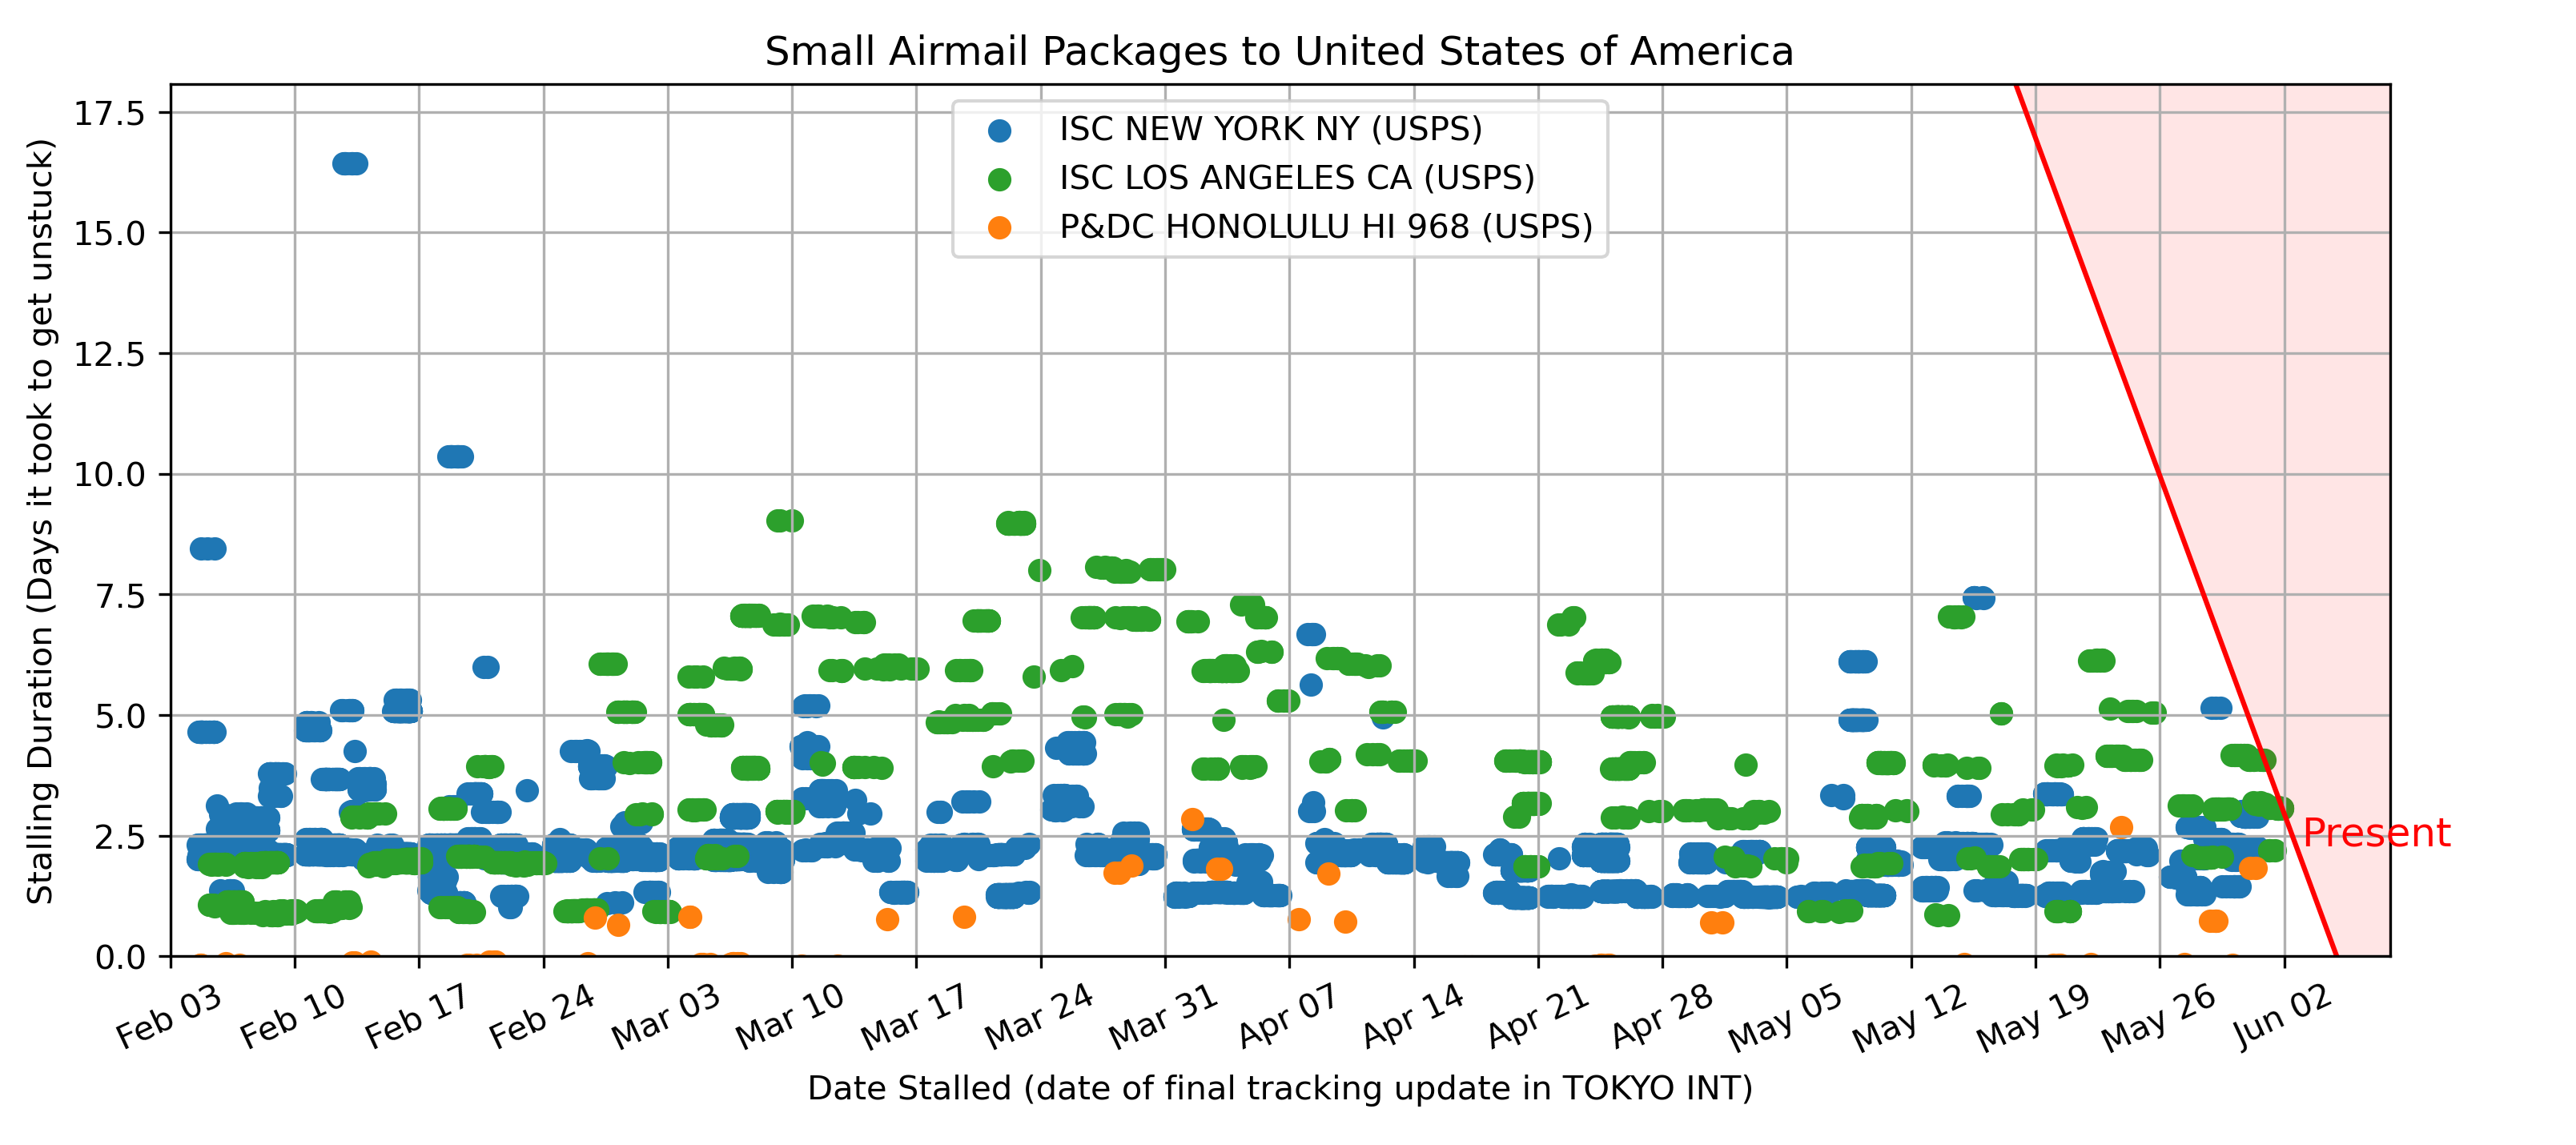 Small Airmail Packages to United States of America
ISC NEW YORK NY (USPS)
ISC LOS ANGELES CA (USPS)
P&DC HONOLULU HI 968 (USPS)
Stalling Duration (Days it took to get unstuck)
17.5
15.0
12.5
10.0
7.5
5.0
2.5
0.0
Present
Feb 03
Feb 10
Feb 17
Feb 24
Mar 03
Mar 10
Mar 17
Mar 24
Mar 31
Apr 07
Apr 14
Apr 21
Apr 28
May 05
May 12
May 19
May 26
Jun 02
Date Stalled (date of final tracking update in TOKYO INT)